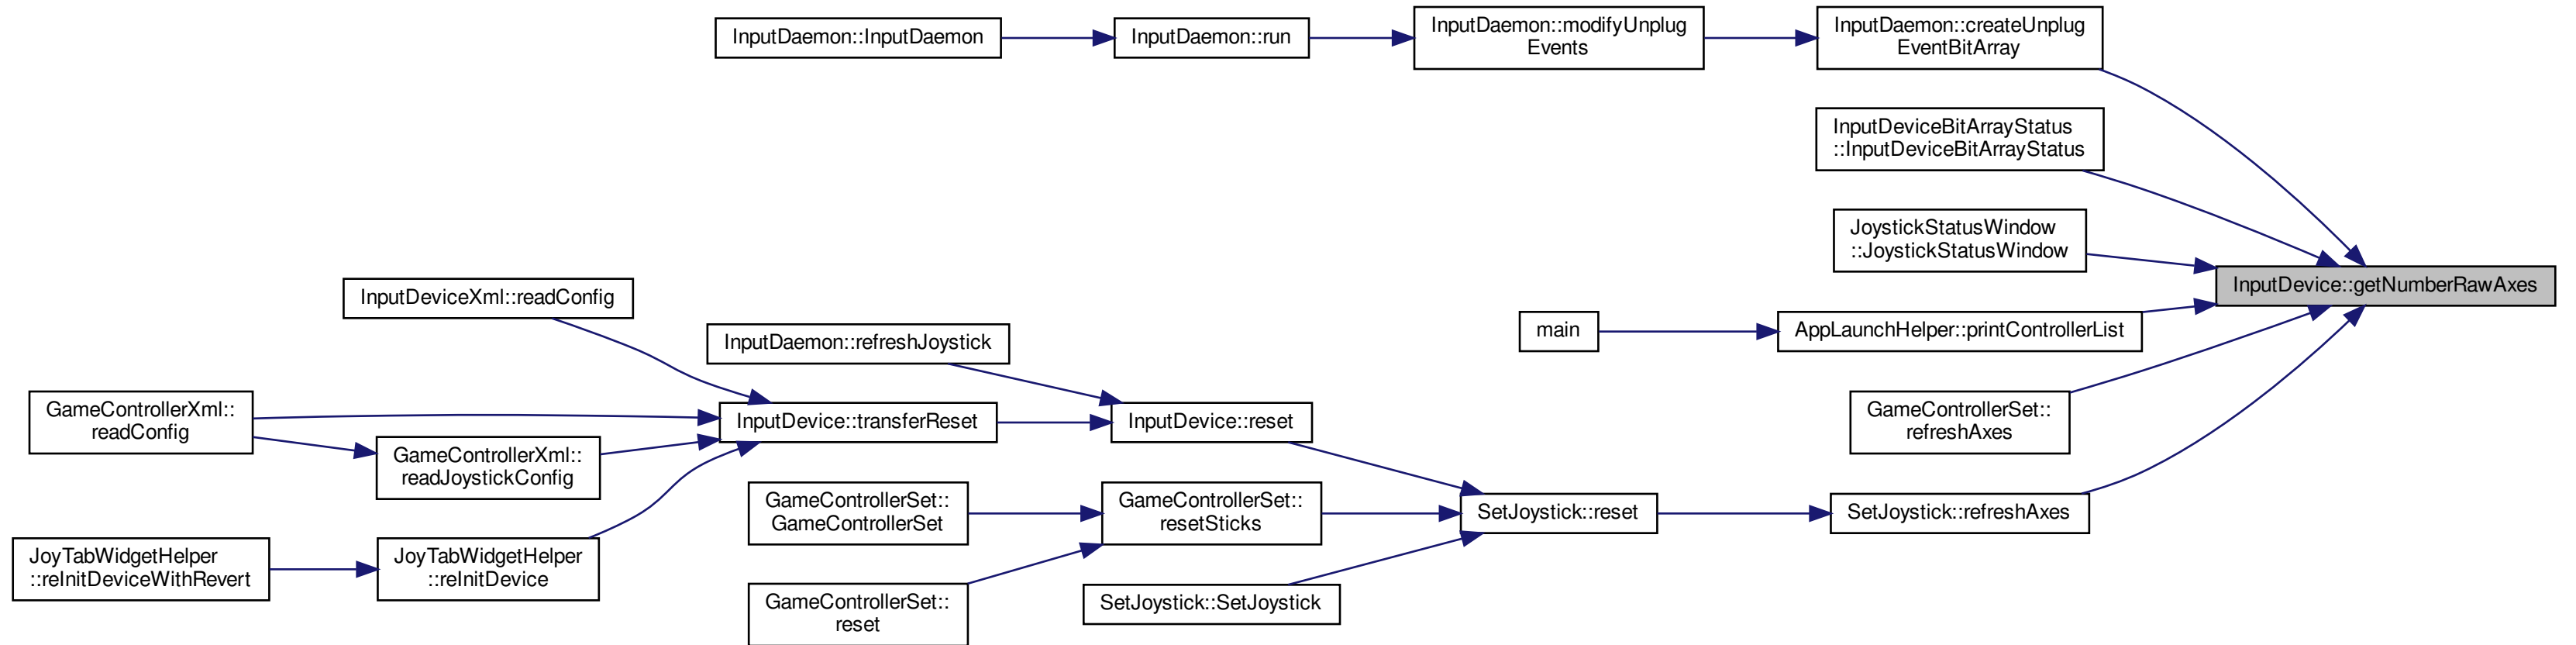 InputDaemon::InputDaemon
InputDaemon::run
InputDaemon::modifyUnplug
Events
InputDaemon::createUnplug
EventBitArray
InputDeviceBitArrayStatus
::InputDeviceBitArrayStatus
JoystickStatusWindow
::JoystickStatusWindow
InputDevice::getNumberRawAxes
InputDeviceXml::readConfig
InputDaemon::refreshJoystick
main
AppLaunchHelper::printControllerList
GameControllerXml::
readConfig
InputDevice::transferReset
InputDevice::reset
GameControllerSet::
refreshAxes
GameControllerXml::
readJoystickConfig
GameControllerSet::
GameControllerSet
GameControllerSet::
resetSticks
SetJoystick::reset
SetJoystick::refreshAxes
JoyTabWidgetHelper
::reInitDeviceWithRevert
JoyTabWidgetHelper
::reInitDevice
GameControllerSet::
reset
SetJoystick::SetJoystick